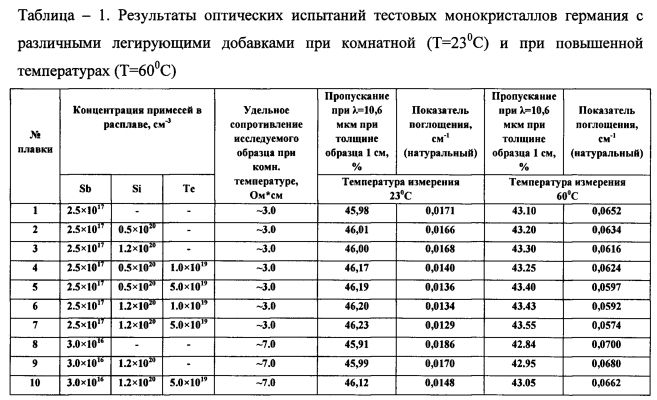 Таблица – 1. Результаты оптических испытаний тестовых монокристаллов германия с
различными легирующими добавками при комнатной (Т=23⁰С) и при повышенной
температурах (Т=60⁰С)
№ плавки | Концентрация примесей в расплаве, см⁻³ | Удельное сопротивление исследуемого образца при комн. температуре, Ом*см | Пропускание при λ=10,6 мкм при толщине образца 1 см, % | Показатель поглощения, см⁻¹ (натуральный) | Пропускание при λ=10,6 мкм при толщине образца 1 см, % | Показатель поглощения, см⁻¹ (натуральный)
Sb | Si | Te | Температура измерения 23⁰С | Температура измерения 60⁰С
1 | 2.5×10¹⁷ | - | - | ~3.0 | 45,98 | 0,0171 | 43.10 | 0,0652
2 | 2.5×10¹⁷ | 0.5×10²⁰ | - | ~3.0 | 46,01 | 0,0166 | 43.20 | 0,0634
3 | 2.5×10¹⁷ | 1.2×10²⁰ | - | ~3.0 | 46,00 | 0,0168 | 43.30 | 0,0616
4 | 2.5×10¹⁷ | 0.5×10²⁰ | 1.0×10¹⁹ | ~3.0 | 46,17 | 0,0140 | 43.25 | 0,0624
5 | 2.5×10¹⁷ | 0.5×10²⁰ | 5.0×10¹⁹ | ~3.0 | 46,19 | 0,0136 | 43.40 | 0,0597
6 | 2.5×10¹⁷ | 1.2×10²⁰ | 1.0×10¹⁹ | ~3.0 | 46,20 | 0,0134 | 43.43 | 0,0592
7 | 2.5×10¹⁷ | 1.2×10²⁰ | 5.0×10¹⁹ | ~3.0 | 46,23 | 0,0129 | 43.55 | 0,0574
8 | 3.0×10¹⁶ | - | - | ~7.0 | 45,91 | 0,0186 | 42.84 | 0,0700
9 | 3.0×10¹⁶ | 1.2×10²⁰ | - | ~7.0 | 45,99 | 0,0170 | 42.95 | 0,0680
10 | 3.0×10¹⁶ | 1.2×10²⁰ | 5.0×10¹⁹ | ~7.0 | 46,12 | 0,0148 | 43.05 | 0,0662